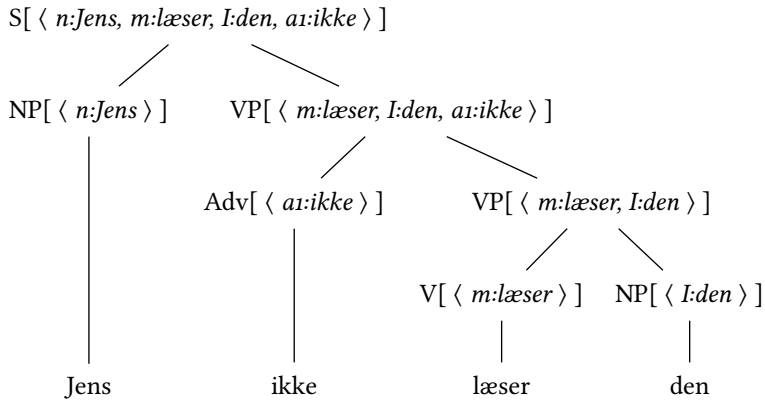 S[⟨ n:Jens, m:læser, I:den, a1:ikke ⟩]
NP[⟨ n:Jens ⟩] VP[⟨ m:læser, I:den, a1:ikke ⟩]
Adv[⟨ a1:ikke ⟩] VP[⟨ m:læser, I:den ⟩]
V[⟨ m:læser ⟩] NP[⟨ I:den ⟩]
Jens ikke læser den